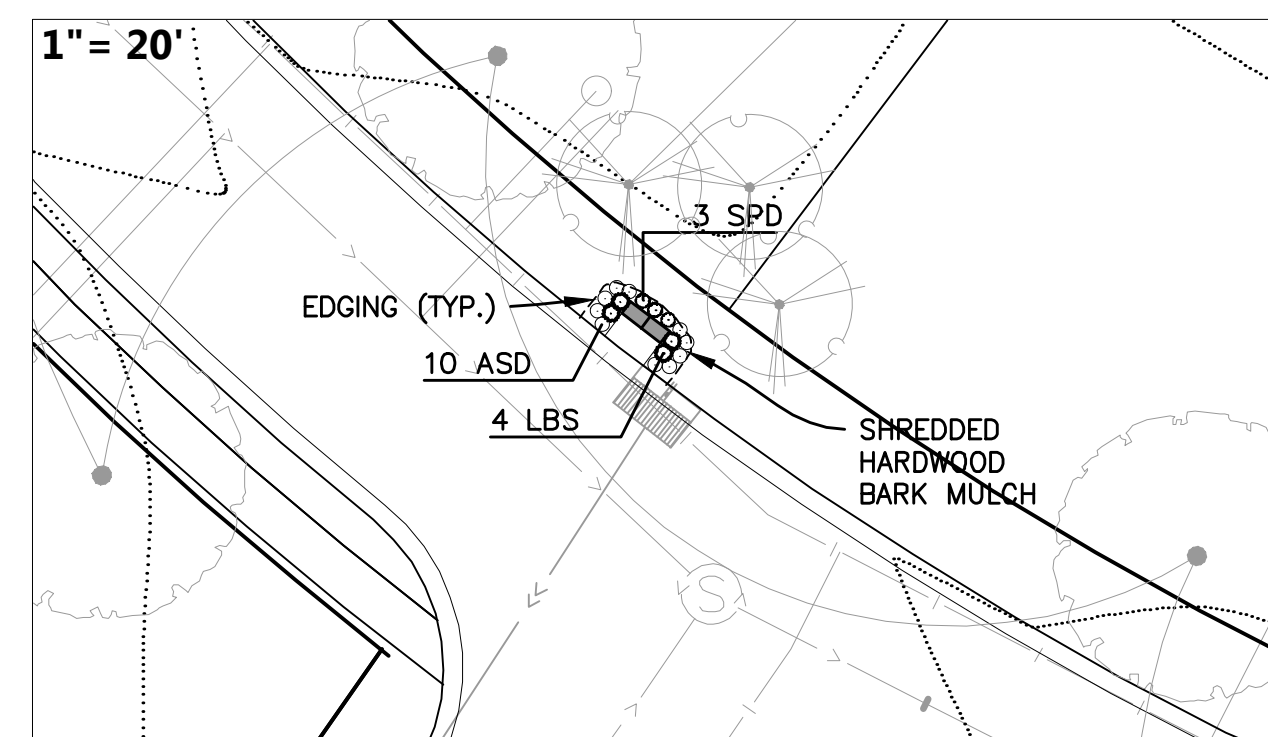 1"= 20'
3 SPD
EDGING (TYP.)
10 ASD
4 LBS
SHREDDED
HARDWOOD
BARK MULCH
S